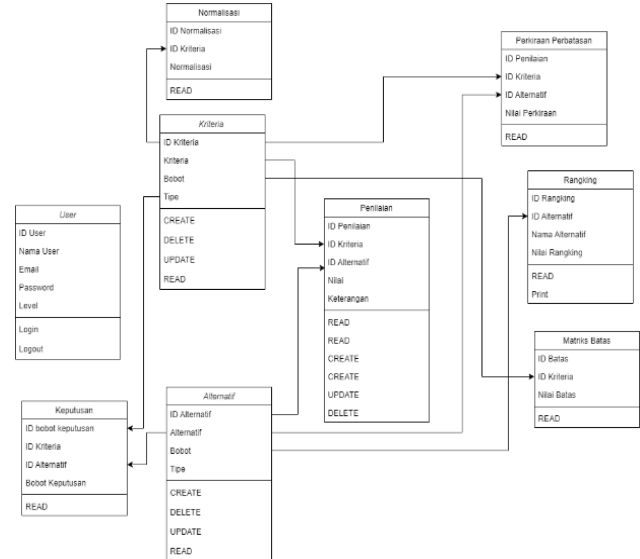 Normalisasi
ID Normalisasi
ID Kriteria
Normalisasi
READ
Perkiraan Perbatasan
ID Penilaian
ID Kriteria
ID Alternatif
Nilai Perkiraan
READ
Kriteria
ID Kriteria
Kriteria
Bobot
Tipe
CREATE
DELETE
UPDATE
READ
Rangking
ID Rangking
ID Alternatif
Nama Alternatif
Nilai Rangking
READ
Print
User
ID User
Nama User
Email
Password
Level
Login
Logout
Penilaian
ID Penilaian
ID Kriteria
ID Alternatif
Nilai
Keterangan
READ
READ
CREATE
CREATE
UPDATE
DELETE
Matriks Batas
ID Batas
ID Kriteria
Nilai Batas
READ
Keputusan
ID bobot keputusan
ID Kriteria
ID Alternatif
Bobot Keputusan
READ
Alternatif
ID Alternatif
Alternatif
Bobot
Tipe
CREATE
DELETE
UPDATE
READ